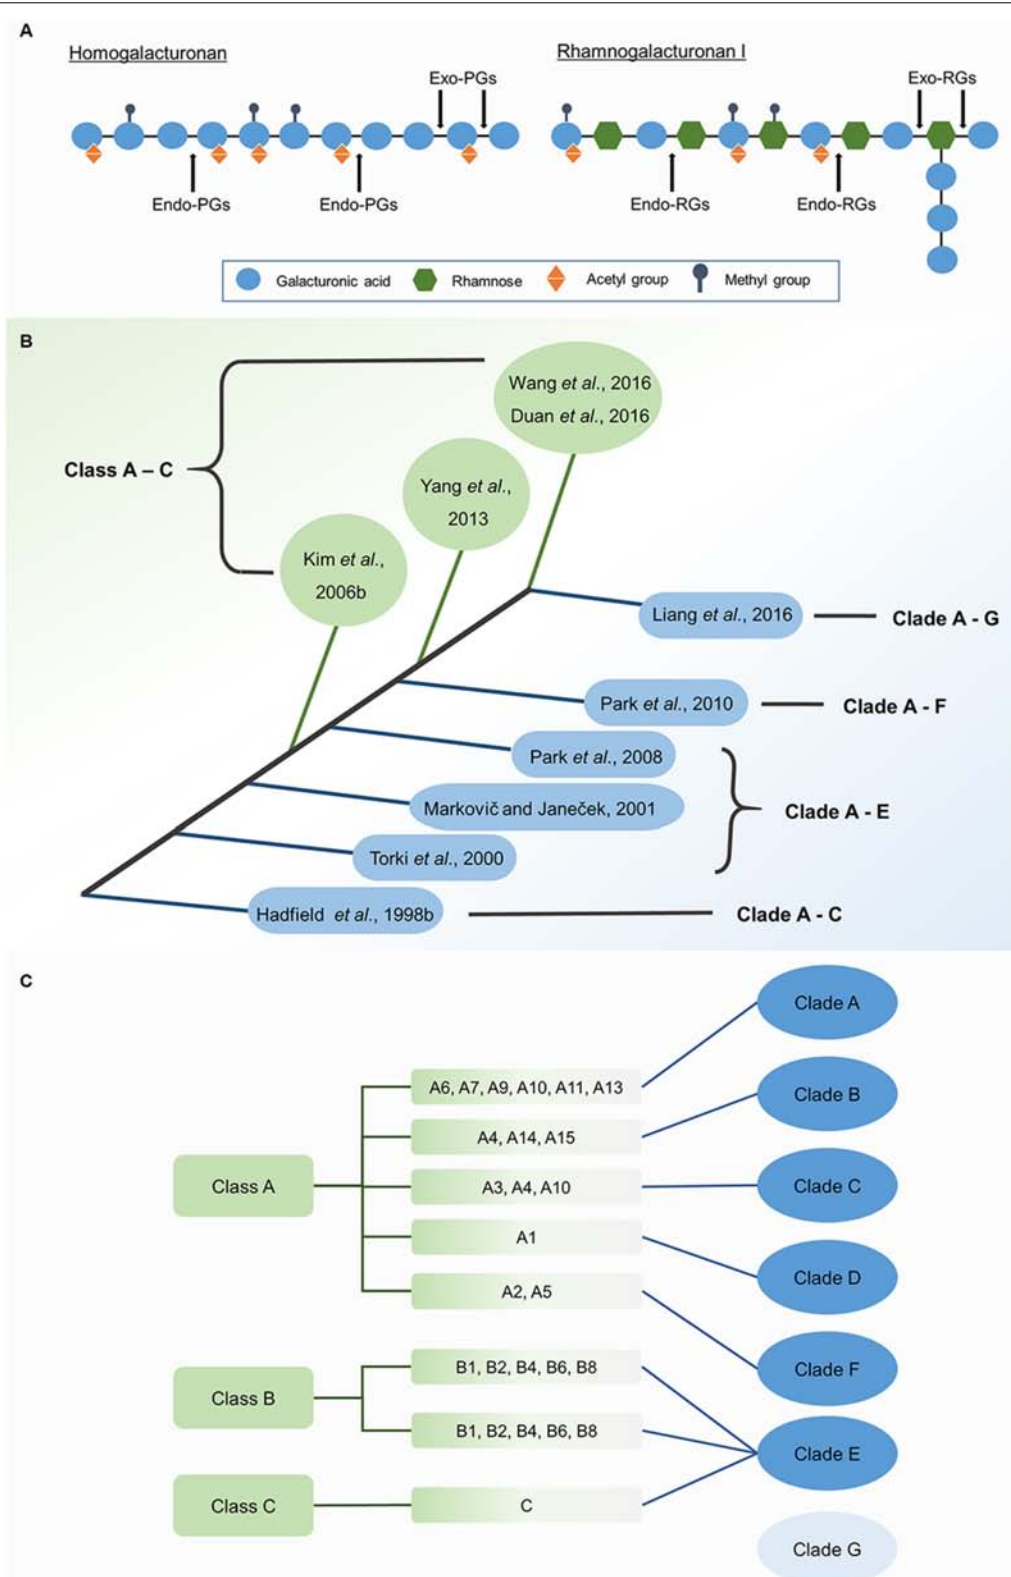 A
Homogalacturonan
Rhamnogalacturonan I
Exo-PGs
Exo-RGs
Endo-PGs
Endo-PGs
Endo-RGs
Endo-RGs
Galacturonic acid
Rhamnose
Acetyl group
Methyl group
B
Wang et al., 2016
Duan et al., 2016
Class A – C
Yang et al.,
2013
Kim et al.,
2006b
Liang et al., 2016
Clade A - G
Park et al., 2010
Clade A - F
Park et al., 2008
Markovič and Janeček, 2001
Clade A - E
Torki et al., 2000
Hadfield et al., 1998b
Clade A - C
C
Clade A
A6, A7, A9, A10, A11, A13
Clade B
A4, A14, A15
Class A
A3, A4, A10
Clade C
A1
Clade D
A2, A5
Class B
B1, B2, B4, B6, B8
Clade F
B1, B2, B4, B6, B8
Clade E
Class C
C
Clade G